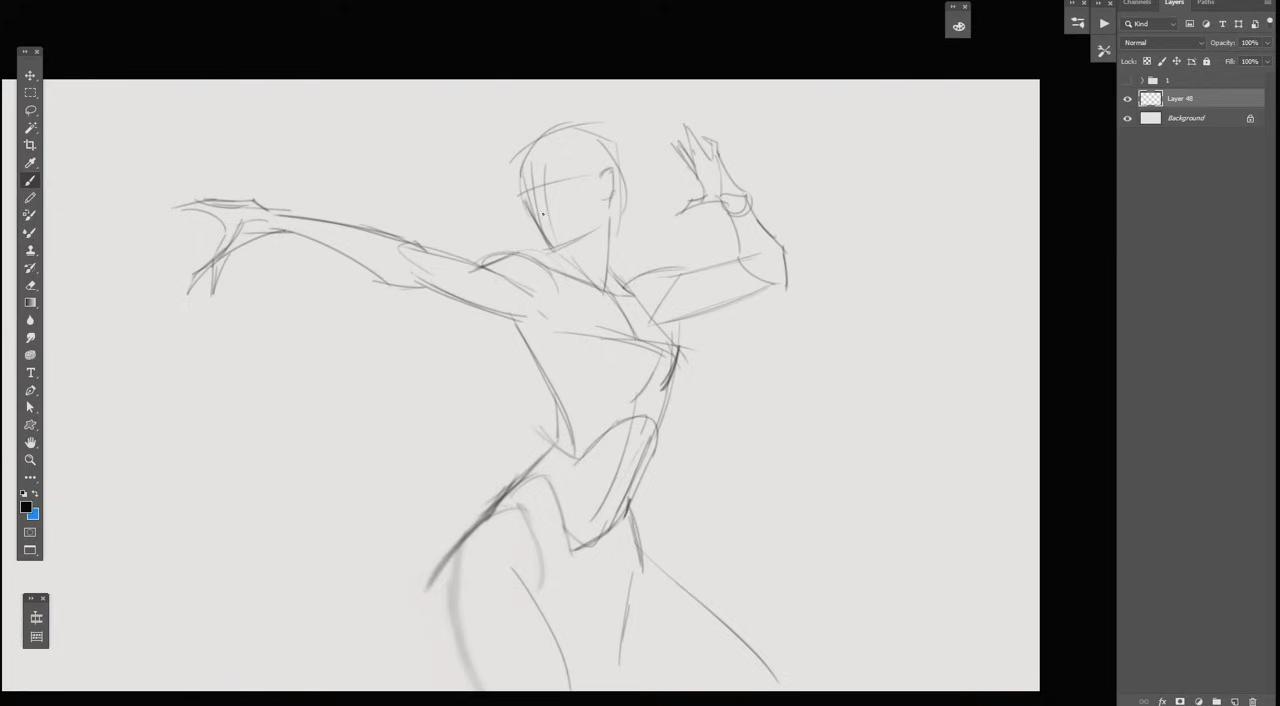 Channels Layers Paths
Kind
Normal Opacity: 100%
Lock: Fill: 100%
1
Layer 48
Background